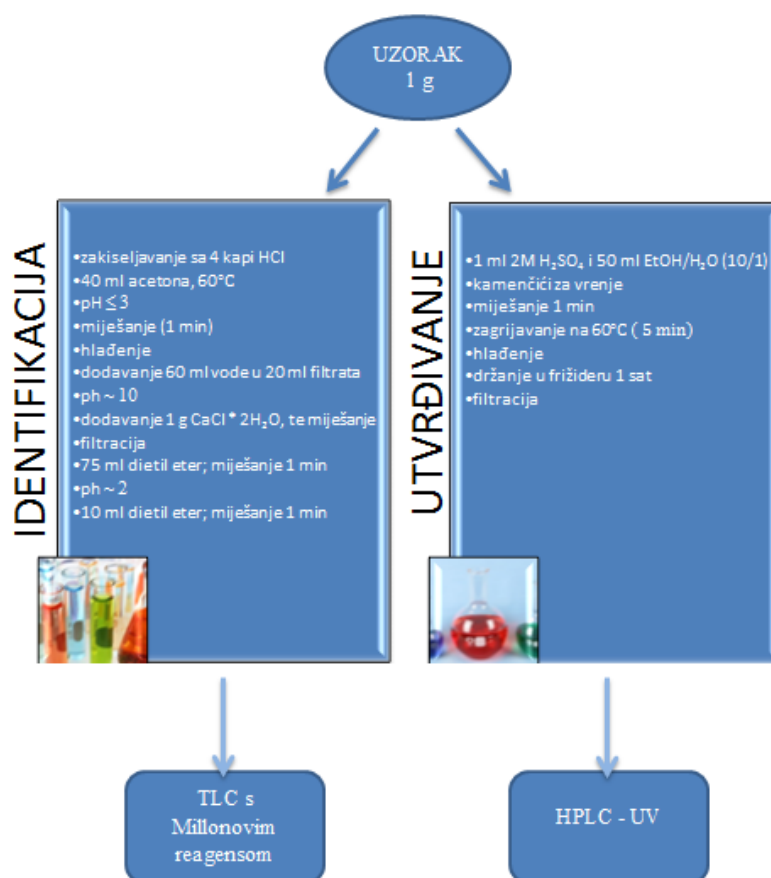 UZORAK
1 g
IDENTIFIKACIJA
•zakiseljavanje sa 4 kapi HCl
•40 ml acetona, 60°C
•pH ≤ 3
•miješanje (1 min)
•hlađenje
•dodavanje 60 ml vode u 20 ml filtrata
•ph ~ 10
•dodavanje 1 g CaCl * 2H₂O, te miješanje
•filtracija
•75 ml dietil eter; miješanje 1 min
•ph ~ 2
•10 ml dietil eter; miješanje 1 min
UTVRĐIVANJE
•1 ml 2M H₂SO₄ i 50 ml EtOH/H₂O (10/1)
•kamenčići za vrenje
•miješanje 1 min
•zagrijavanje na 60°C ( 5 min)
•hlađenje
•držanje u frižideru 1 sat
•filtracija
TLC s
Millonovim
reagensom
HPLC - UV